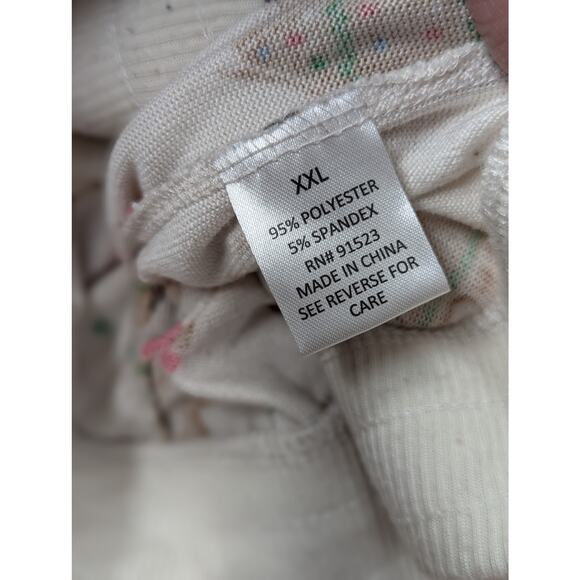 XXL
95% POLYESTER
5% SPANDEX
RN# 91523
MADE IN CHINA
SEE REVERSE FOR
CARE